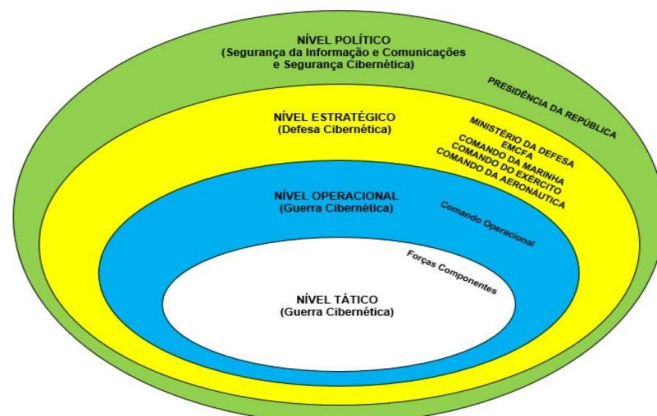 NÍVEL POLÍTICO
(Segurança da Informação e Comunicações
e Segurança Cibernética)
PRESIDÊNCIA DA REPÚBLICA
NÍVEL ESTRATÉGICO
(Defesa Cibernética)
MINISTÉRIO DA DEFESA
EMCFA
COMANDO DA MARINHA
COMANDO DO EXÉRCITO
COMANDO DA AERONÁUTICA
NÍVEL OPERACIONAL
(Guerra Cibernética)
Comando Operacional
Forças Componentes
NÍVEL TÁTICO
(Guerra Cibernética)